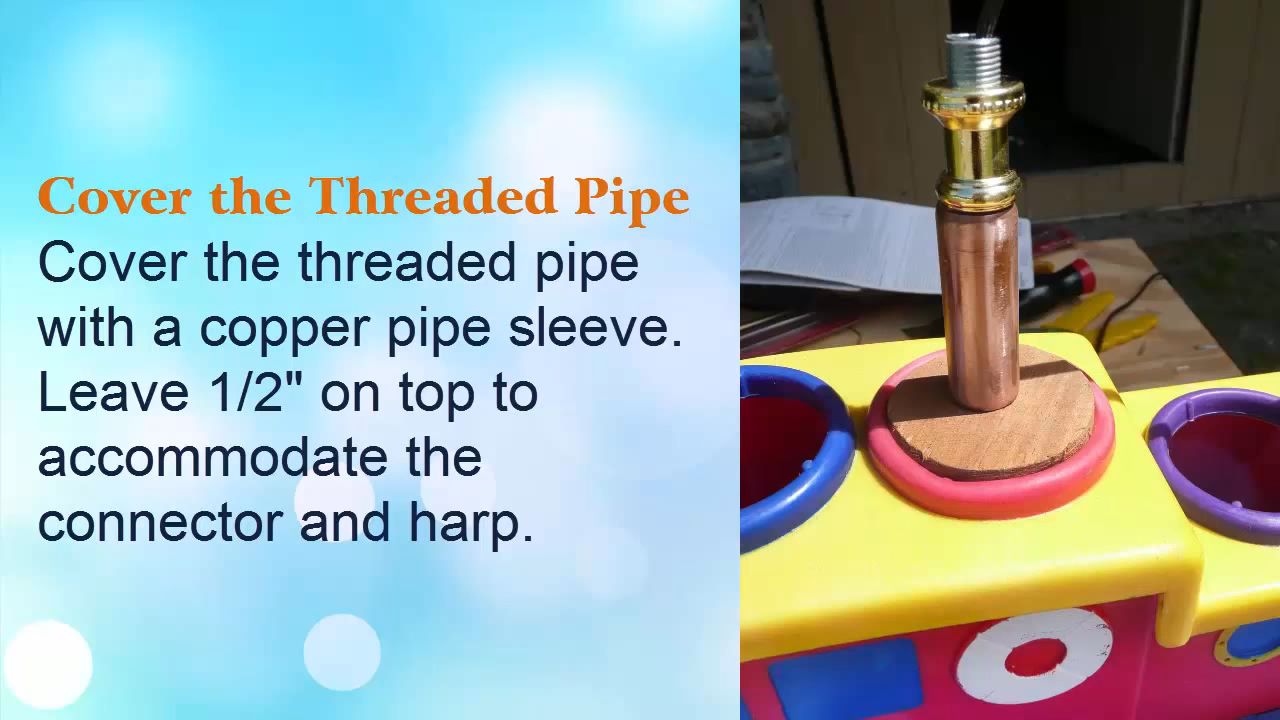 Cover the Threaded Pipe
Cover the threaded pipe
with a copper pipe sleeve.
Leave 1/2" on top to
accommodate the
connector and harp.